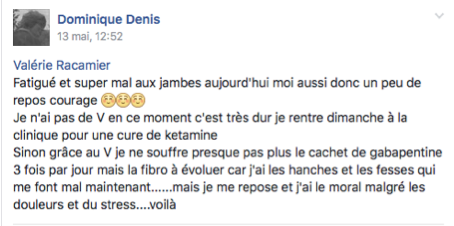 Dominique Denis
13 mai, 12:52
Valérie Racamier
Fatigué et super mal aux jambes aujourd'hui moi aussi donc un peu de
repos courage ☺️☺️☺️
Je n'ai pas de V en ce moment c'est très dur je rentre dimanche à la
clinique pour une cure de ketamine
Sinon grâce au V je ne souffre presque pas plus le cachet de gabapentine
3 fois par jour mais la fibro à évoluer car j'ai les hanches et les fesses qui
me font mal maintenant......mais je me repose et j'ai le moral malgré les
douleurs et du stress....voilà